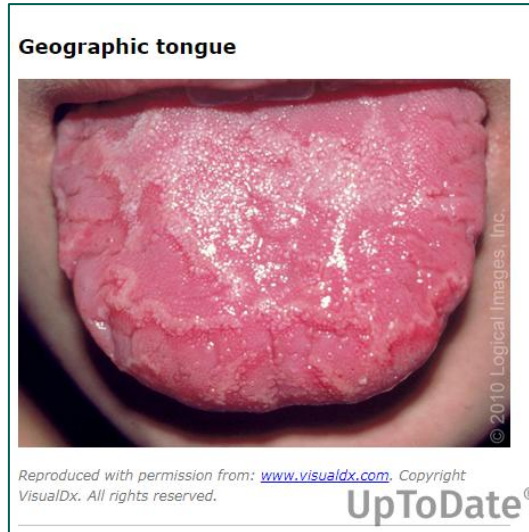 Geographic tongue
© 2010 Logical Images, Inc.
Reproduced with permission from: www.visualdx.com. Copyright
VisualDx. All rights reserved.
UpToDate®